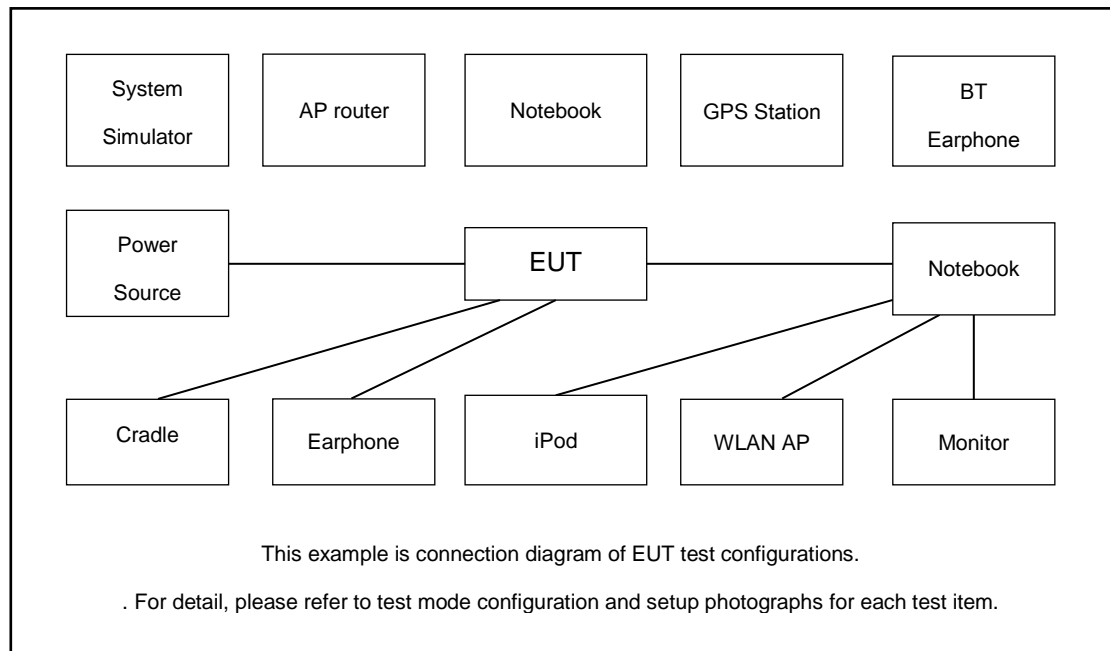 System
Simulator
AP router
Notebook
GPS Station
BT
Earphone
Power
Source
EUT
Notebook
Cradle
Earphone
iPod
WLAN AP
Monitor
This example is connection diagram of EUT test configurations.
. For detail, please refer to test mode configuration and setup photographs for each test item.